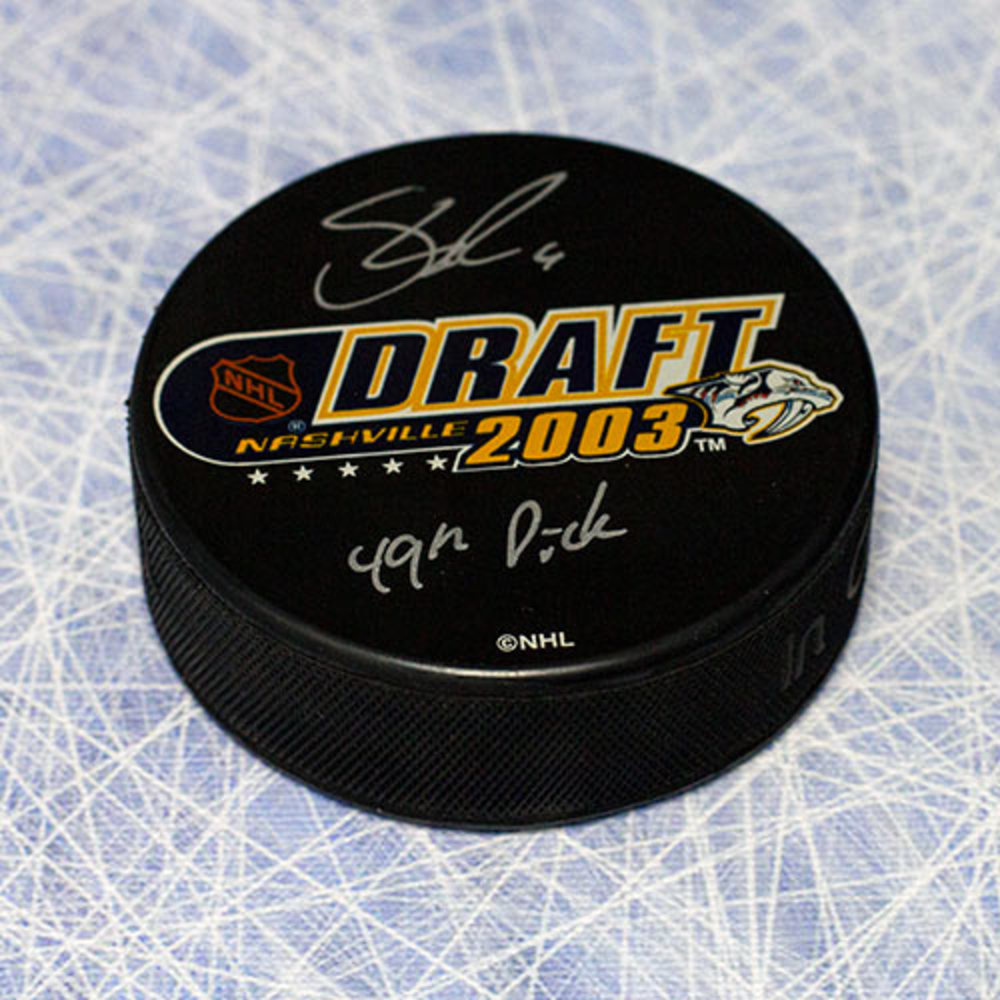 DRAFT
NHL
®
NASHVILLE 2003 TM
49th Pick
©NHL